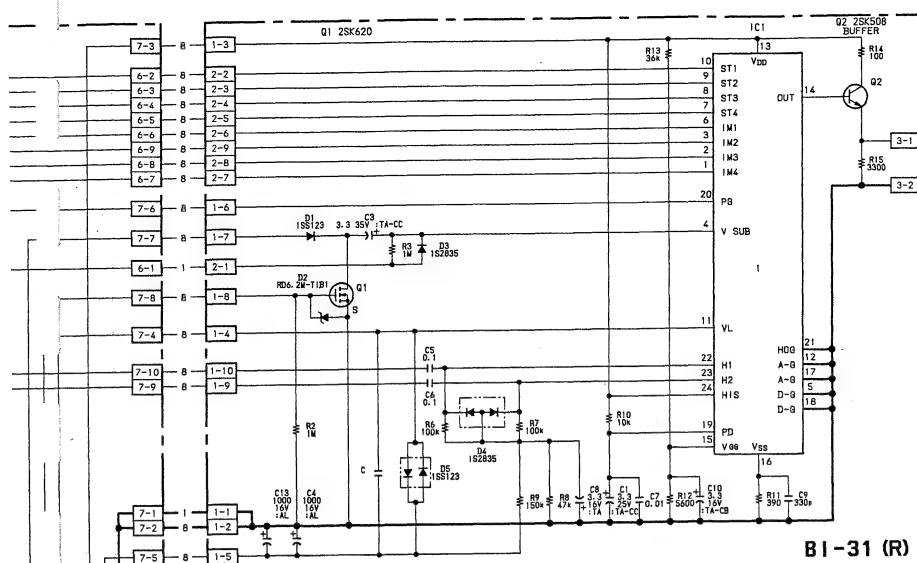 Q1 2SK620
IC1
Q2 2SK508
BUFFER
7-3 8 1-3
6-2 8 2-2
6-3 8 2-3
6-4 8 2-4
6-5 8 2-5
6-6 8 2-6
6-9 8 2-9
6-8 8 2-8
6-7 8 2-7
7-6 8 1-6
7-7 8 1-7
6-1 1 2-1
7-8 8 1-8
7-4 8 1-4
7-10 8 1-10
7-9 8 1-9
7-1 1 1-1
7-2 8 1-2
7-5 8 1-5
R13
36k
13
VDD
R14
100
Q2
10 ST1
9 ST2
8 ST3
7 ST4
6 IM1
3 IM2
2 IM3
1 IM4
OUT 14
3-1
R15
3300
3-2
20 PG
4 V SUB
1
D1
1SS123
C3
3.3 35V :TA-CC
R3
1M
D3
1S2835
D2
RD6.2M-T1B1
Q1
S
11 VL
22 H1
23 H2
24 HIS
19 PD
15 VGG
HDG 21
A-G 12
A-G 17
D-G 5
D-G 18
VSS
16
C5
0.1
C6
0.1
R6
100k
R7
100k
D4
1S2835
R10
10k
R2
1M
C
D5
1SS123
C13
1000
16V
:AL
C4
1000
16V
:AL
R9
150k
R8
47k
C8
3.3
16V
:TA
C1
3.3
25V
:TA-CC
C7
0.01
R12
5600
C10
3.3
16V
:TA-CB
R11
390
C9
330p
BI-31 (R)